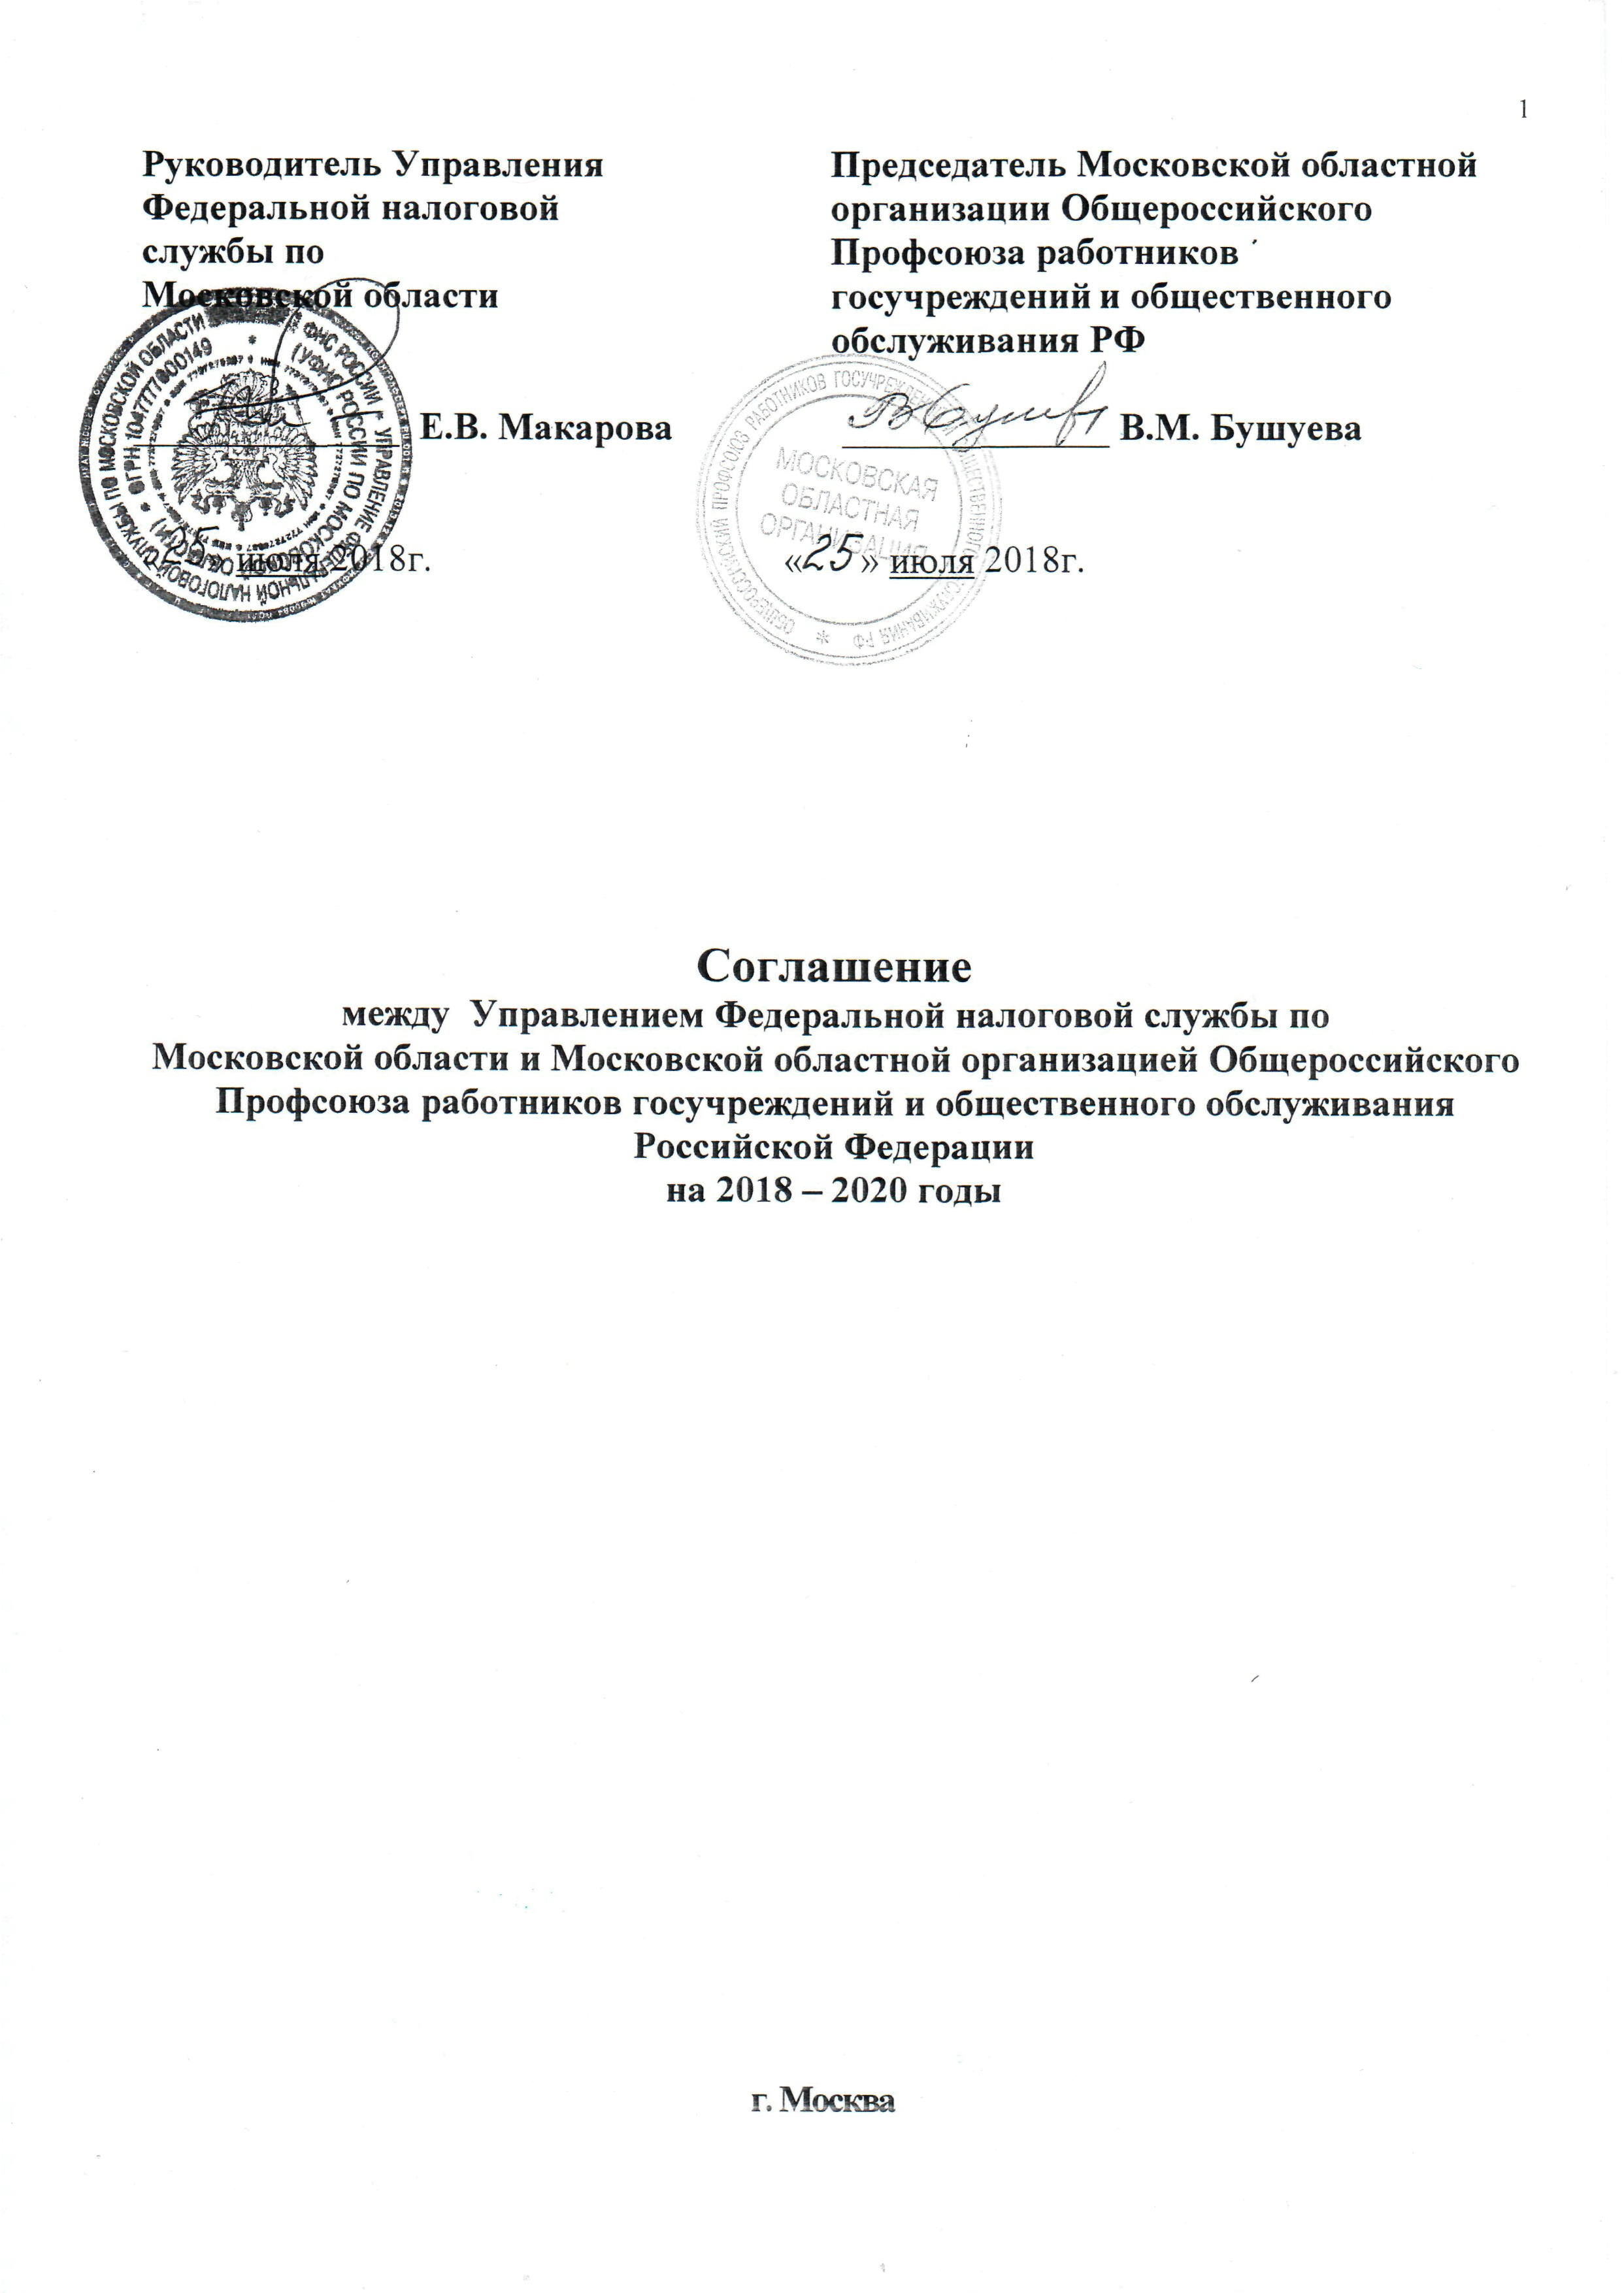 1
Руководитель Управления
Федеральной налоговой
службы по
Московской области
Е.В. Макарова
25» июля 2018г.
Председатель Московской областной
организации Общероссийского
Профсоюза работников
госучреждений и общественного
обслуживания РФ
В.М. Бушуева
МОСКОВСКАЯ
ОБЛАСТНАЯ
ОРГАНИЗАЦИЯ
«25» июля 2018г.
Соглашение
между Управлением Федеральной налоговой службы по
Московской области и Московской областной организацией Общероссийского
Профсоюза работников госучреждений и общественного обслуживания
Российской Федерации
на 2018 – 2020 годы
г. Москва